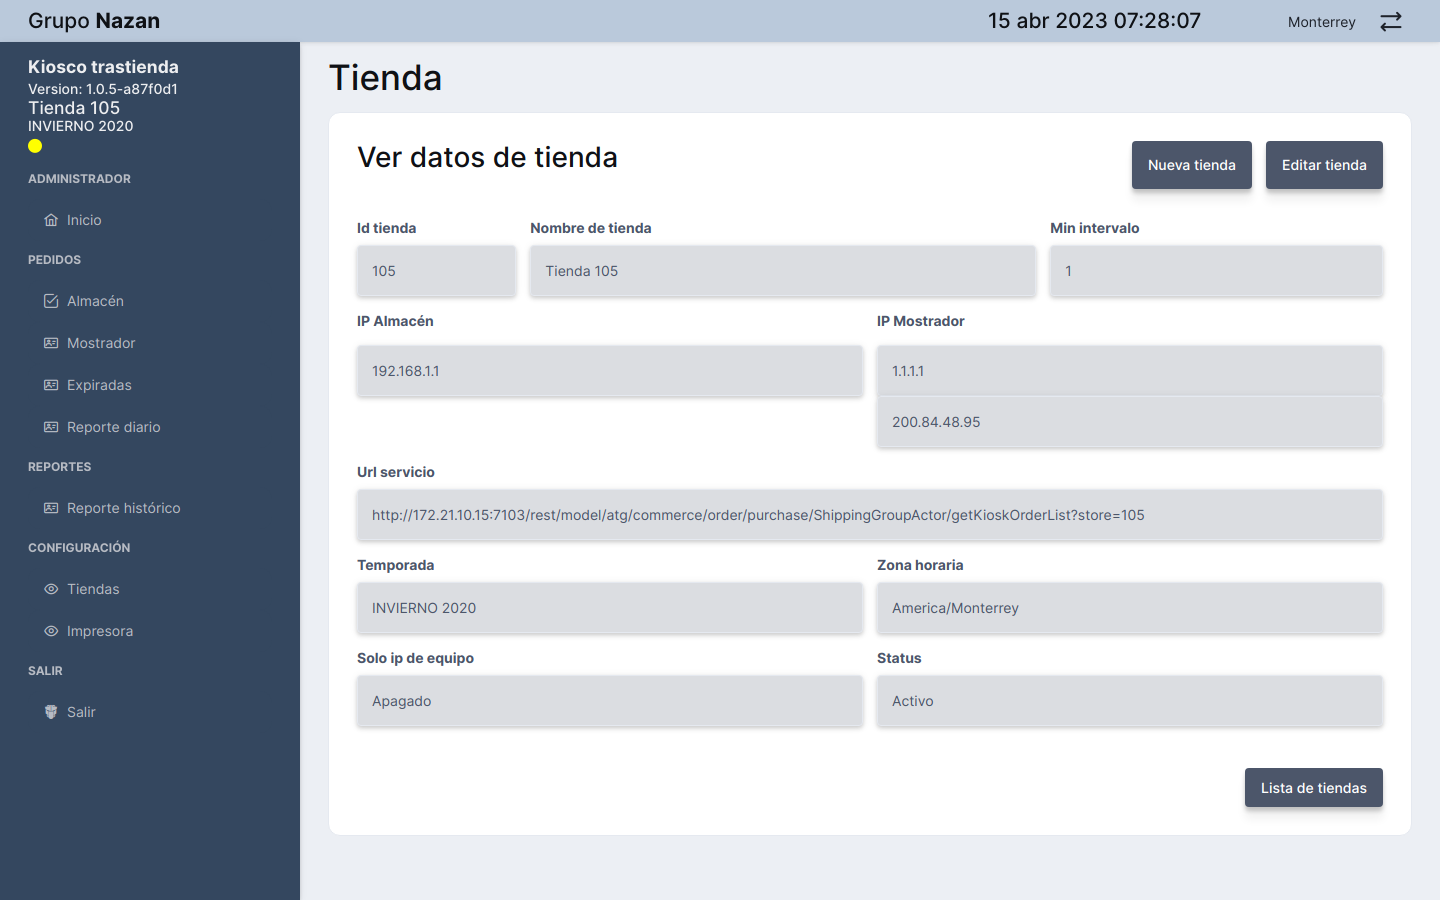 Grupo Nazan
15 abr 2023 07:28:07
Monterrey
Kiosco trastienda
Version: 1.0.5-a87f0d1
Tienda 105
INVIERNO 2020
ADMINISTRADOR
Inicio
PEDIDOS
Almacén
Mostrador
Expiradas
Reporte diario
REPORTES
Reporte histórico
CONFIGURACIÓN
Tiendas
Impresora
SALIR
Salir
Tienda
Ver datos de tienda
Nueva tienda
Editar tienda
Id tienda
105
Nombre de tienda
Tienda 105
Min intervalo
1
IP Almacén
192.168.1.1
IP Mostrador
1.1.1.1
200.84.48.95
Url servicio
http://172.21.10.15:7103/rest/model/atg/commerce/order/purchase/ShippingGroupActor/getKioskOrderList?store=105
Temporada
INVIERNO 2020
Zona horaria
America/Monterrey
Solo ip de equipo
Apagado
Status
Activo
Lista de tiendas